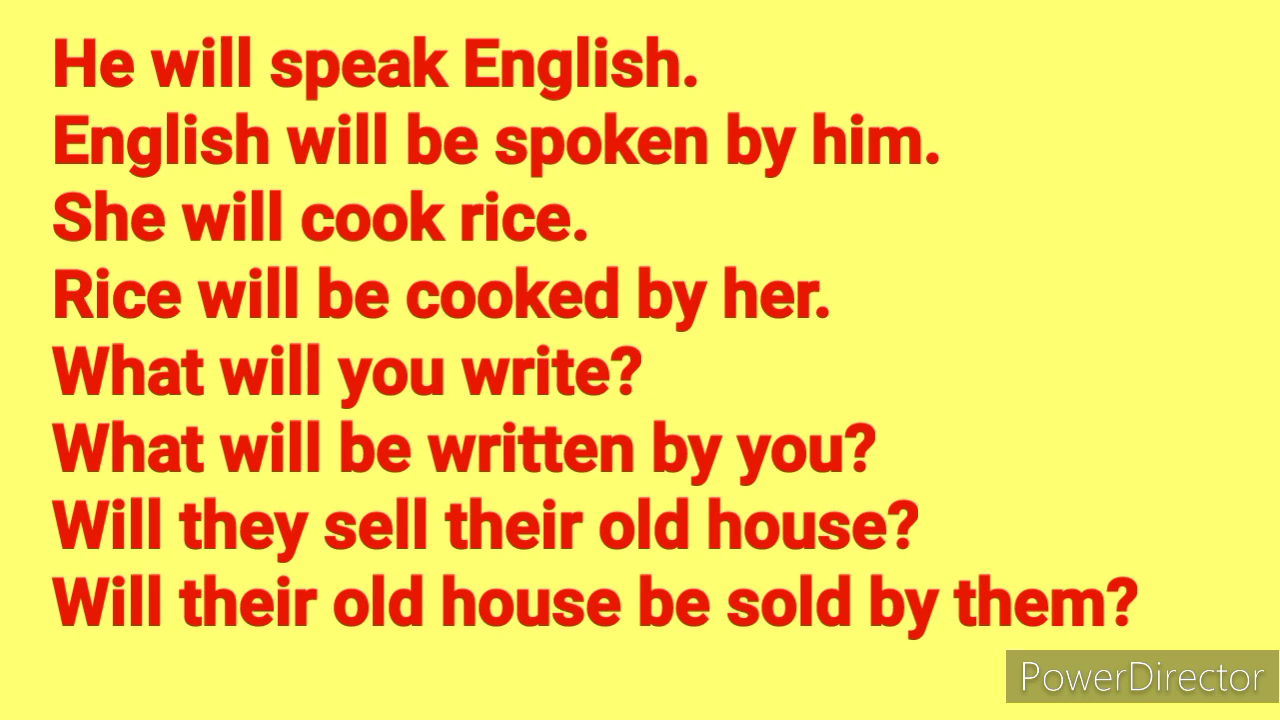 He will speak English.
English will be spoken by him.
She will cook rice.
Rice will be cooked by her.
What will you write?
What will be written by you?
Will they sell their old house?
Will their old house be sold by them?
PowerDirector